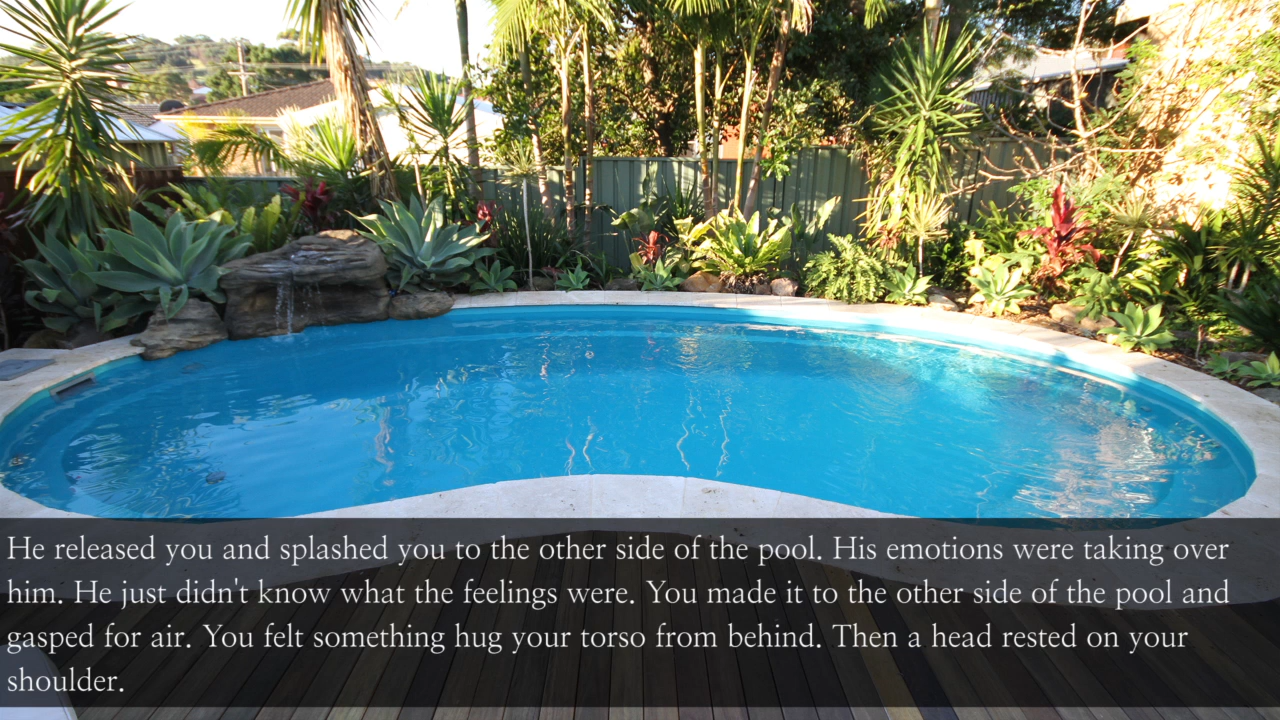 He released you and splashed you to the other side of the pool. His emotions were taking over
him. He just didn't know what the feelings were. You made it to the other side of the pool and
gasped for air. You felt something hug your torso from behind. Then a head rested on your
shoulder.